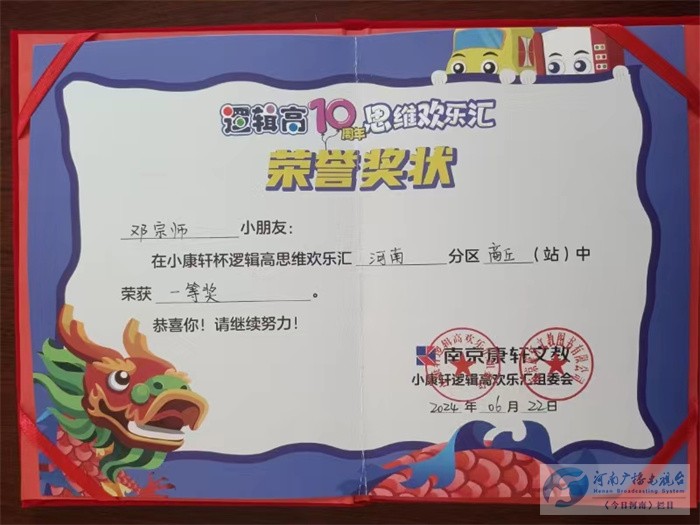 逻辑高10周年思维欢乐汇
荣誉奖状
邓宗师 小朋友：
在小康轩杯逻辑高思维欢乐汇 河南 分区 商丘（站）中
荣获 一等奖 。
恭喜你！请继续努力！
南京康轩文教
小康轩逻辑高欢乐汇组委会
2024 年 06 月 22 日
河南广播电视台
Henan Broadcasting System
《今日河南》栏目